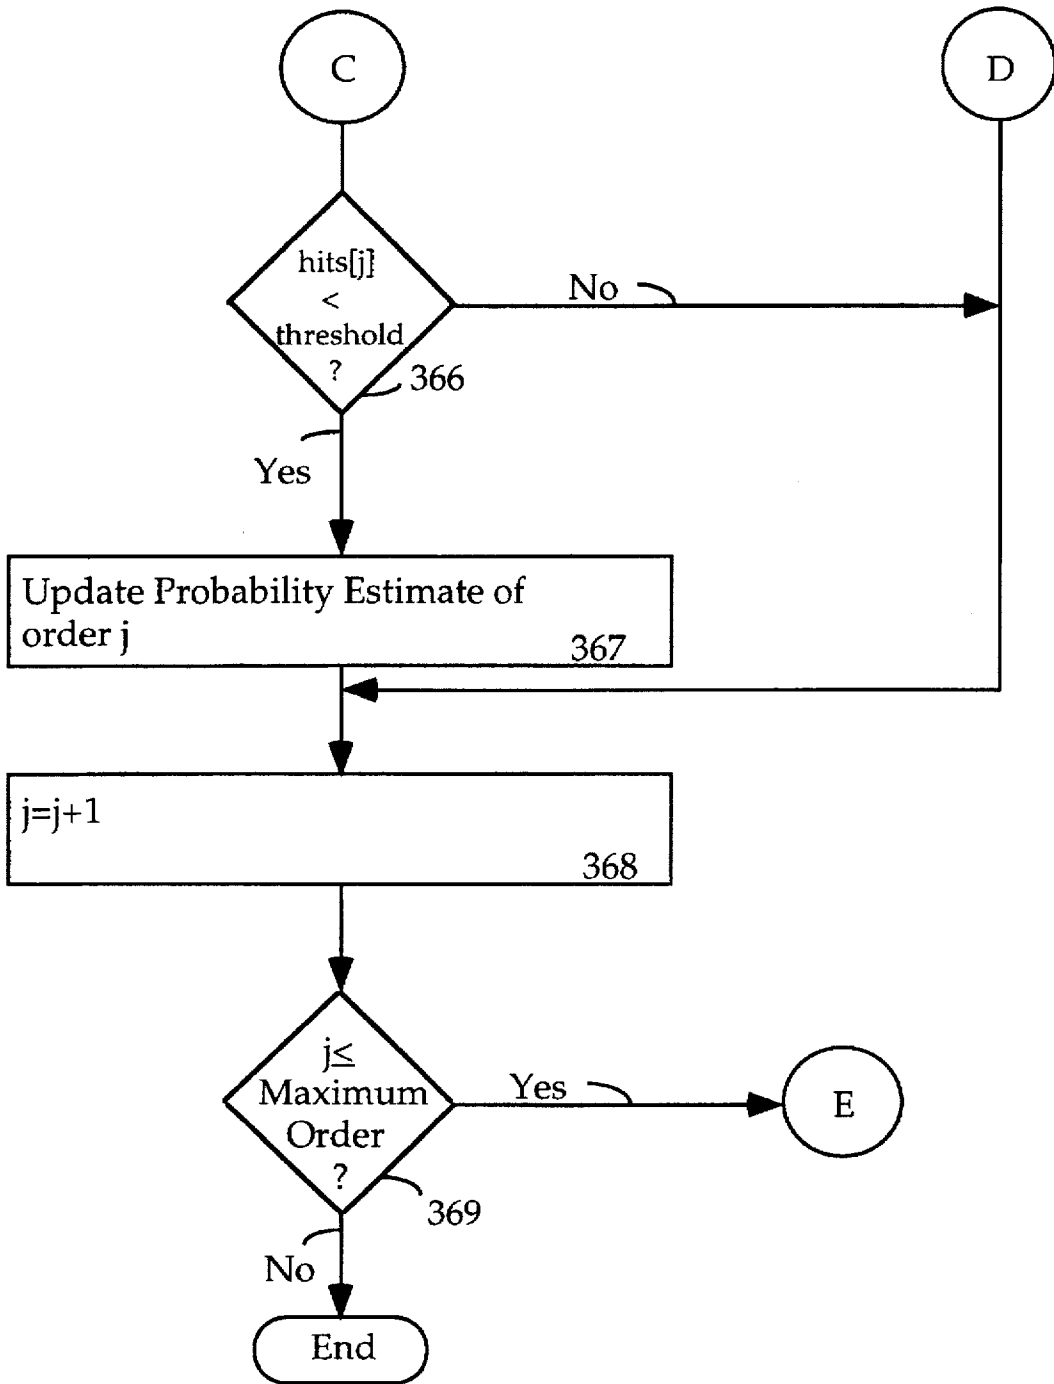 C
D
hits[j]
<
threshold
?
366
No
Yes
Update Probability Estimate of
order j
367
j=j+1
368
j≤
Maximum
Order
?
369
Yes
E
No
End